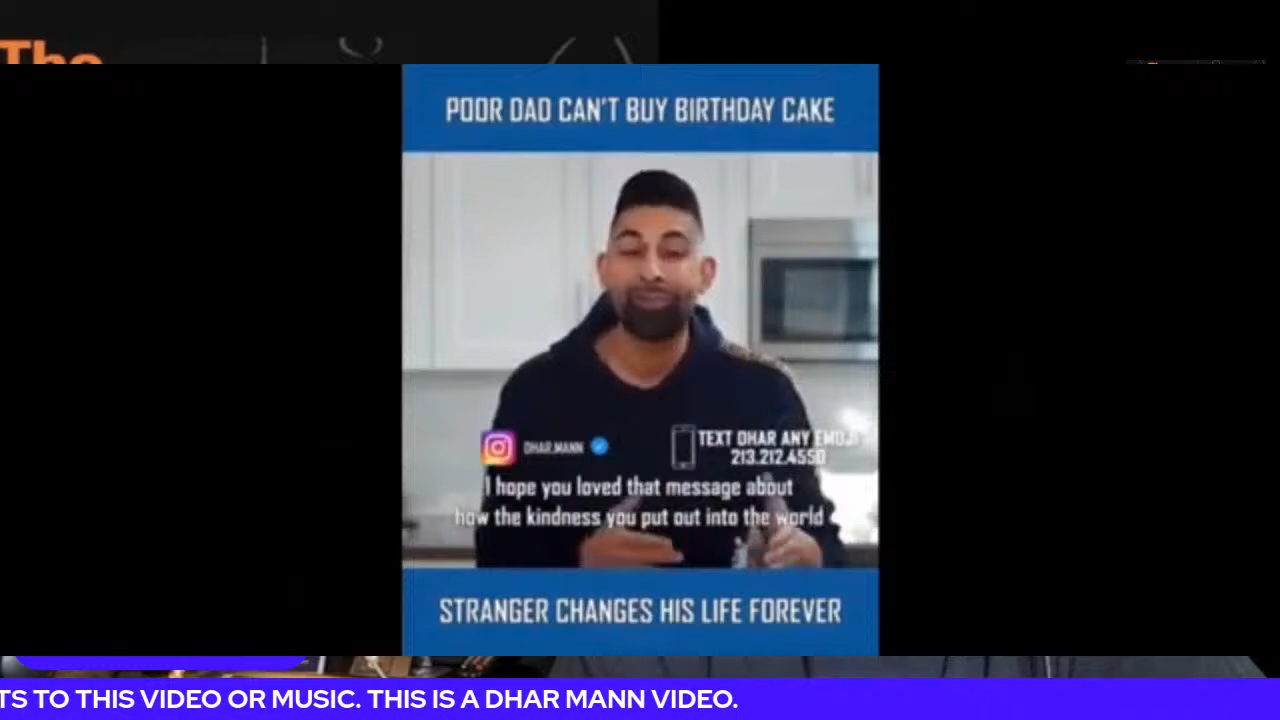 The
POOR DAD CAN'T BUY BIRTHDAY CAKE
DHAR.MANN
TEXT DHAR ANY EMOJI
213.212.4550
I hope you loved that message about
how the kindness you put out into the world
STRANGER CHANGES HIS LIFE FOREVER
TS TO THIS VIDEO OR MUSIC. THIS IS A DHAR MANN VIDEO.